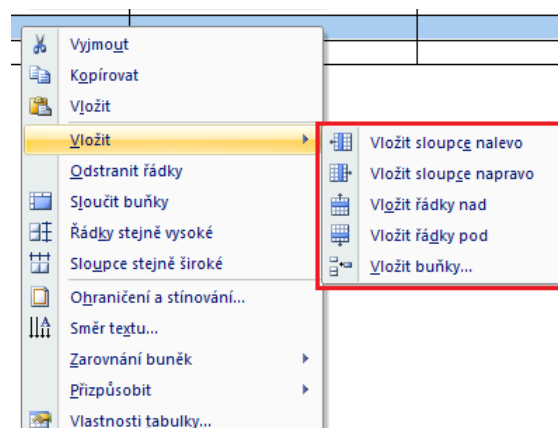 Vyjmout
Kopírovat
Vložit
Vložit
Odstranit řádky
Sloučit buňky
Řádky stejně vysoké
Sloupce stejně široké
Ohraničení a stínování...
Směr textu...
Zarovnání buněk
Přizpůsobit
Vlastnosti tabulky...
Vložit sloupce nalevo
Vložit sloupce napravo
Vložit řádky nad
Vložit řádky pod
Vložit buňky...